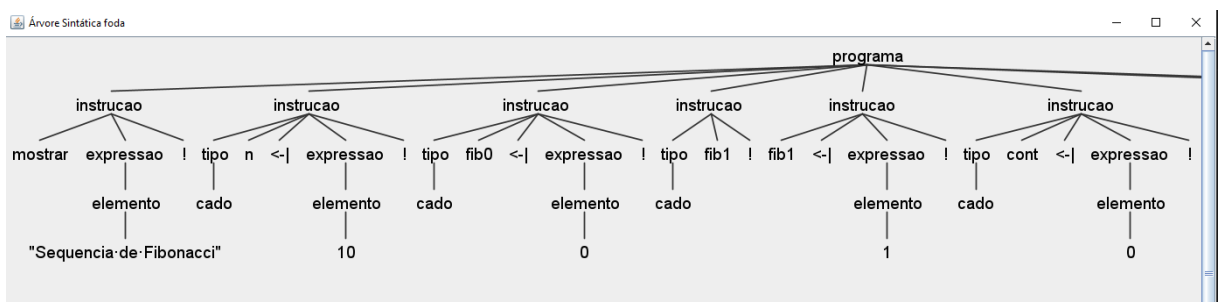 Árvore Sintática foda
programa
instrucao instrucao instrucao instrucao instrucao instrucao
mostrar expressao ! tipo n <-| expressao ! tipo fib0 <-| expressao ! tipo fib1 ! fib1 <-| expressao ! tipo cont <-| expressao !
elemento cado elemento cado elemento cado elemento cado elemento
"Sequencia·de·Fibonacci" 10 0 1 0